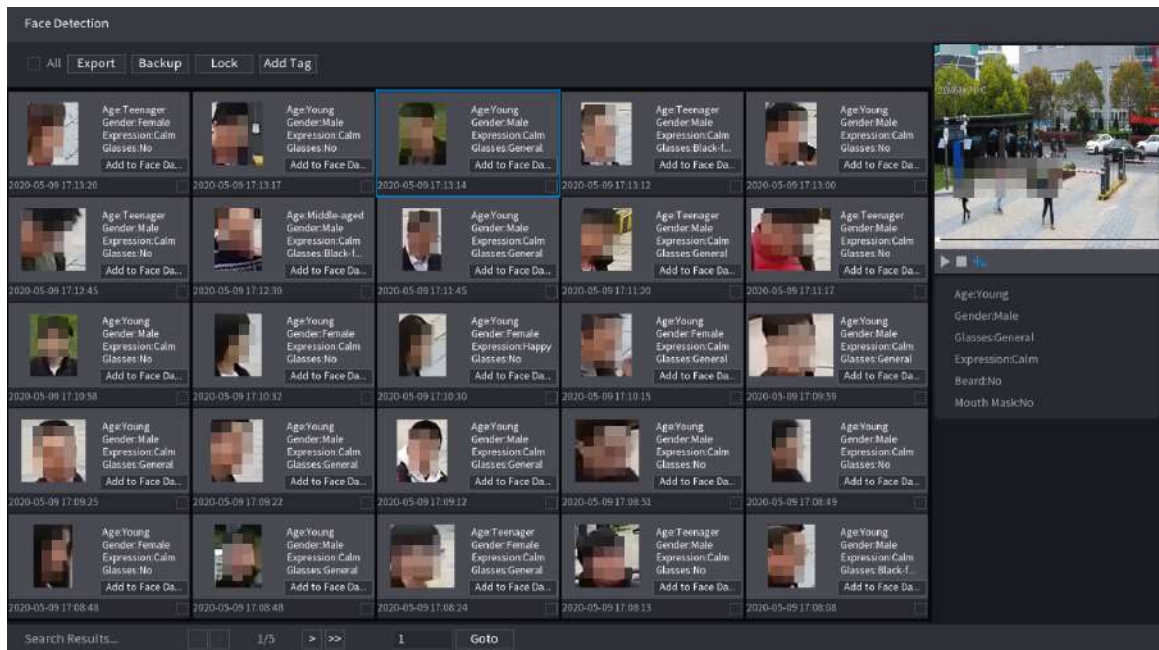 Face Detection
All Export Backup Lock Add Tag
Age:Teenager
Gender:Female
Expression:Calm
Glasses:No
Add to Face Da...
2020-05-09 17:13:20
Age:Young
Gender:Male
Expression:Calm
Glasses:No
Add to Face Da...
2020-05-09 17:13:17
Age:Young
Gender:Male
Expression:Calm
Glasses:General
Add to Face Da...
2020-05-09 17:13:14
Age:Teenager
Gender:Male
Expression:Calm
Glasses:Black-f...
Add to Face Da...
2020-05-09 17:13:12
Age:Young
Gender:Male
Expression:Calm
Glasses:No
Add to Face Da...
2020-05-09 17:13:00
Age:Teenager
Gender:Male
Expression:Calm
Glasses:No
Add to Face Da...
2020-05-09 17:12:45
Age:Middle-aged
Gender:Male
Expression:Calm
Glasses:Black-f...
Add to Face Da...
2020-05-09 17:12:30
Age:Young
Gender:Male
Expression:Calm
Glasses:General
Add to Face Da...
2020-05-09 17:11:45
Age:Teenager
Gender:Male
Expression:Calm
Glasses:General
Add to Face Da...
2020-05-09 17:11:20
Age:Teenager
Gender:Male
Expression:Calm
Glasses:No
Add to Face Da...
2020-05-09 17:11:17
Age:Young
Gender:Male
Expression:Calm
Glasses:No
Add to Face Da...
2020-05-09 17:10:58
Age:Young
Gender:Female
Expression:Calm
Glasses:No
Add to Face Da...
2020-05-09 17:10:32
Age:Young
Gender:Female
Expression:Happy
Glasses:No
Add to Face Da...
2020-05-09 17:10:30
Age:Young
Gender:Female
Expression:Calm
Glasses:General
Add to Face Da...
2020-05-09 17:10:15
Age:Young
Gender:Male
Expression:Calm
Glasses:General
Add to Face Da...
2020-05-09 17:09:59
Age:Young
Gender:Male
Expression:Calm
Glasses:General
Add to Face Da...
2020-05-09 17:09:25
Age:Young
Gender:Male
Expression:Calm
Glasses:General
Add to Face Da...
2020-05-09 17:09:22
Age:Young
Gender:Male
Expression:Calm
Glasses:General
Add to Face Da...
2020-05-09 17:09:12
Age:Young
Gender:Male
Expression:Calm
Glasses:No
Add to Face Da...
2020-05-09 17:08:51
Age:Young
Gender:Male
Expression:Calm
Glasses:No
Add to Face Da...
2020-05-09 17:08:49
Age:Young
Gender:Female
Expression:Calm
Glasses:No
Add to Face Da...
2020-05-09 17:08:48
Age:Young
Gender:Male
Expression:Calm
Glasses:General
Add to Face Da...
2020-05-09 17:08:48
Age:Teenager
Gender:Female
Expression:Calm
Glasses:General
Add to Face Da...
2020-05-09 17:08:24
Age:Teenager
Gender:Male
Expression:Calm
Glasses:No
Add to Face Da...
2020-05-09 17:08:13
Age:Young
Gender:Male
Expression:Calm
Glasses:Black-f...
Add to Face Da...
2020-05-09 17:08:08
Age:Young
Gender:Male
Glasses:General
Expression:Calm
Beard:No
Mouth Mask:No
Search Results... 1/5 > >> 1 Goto